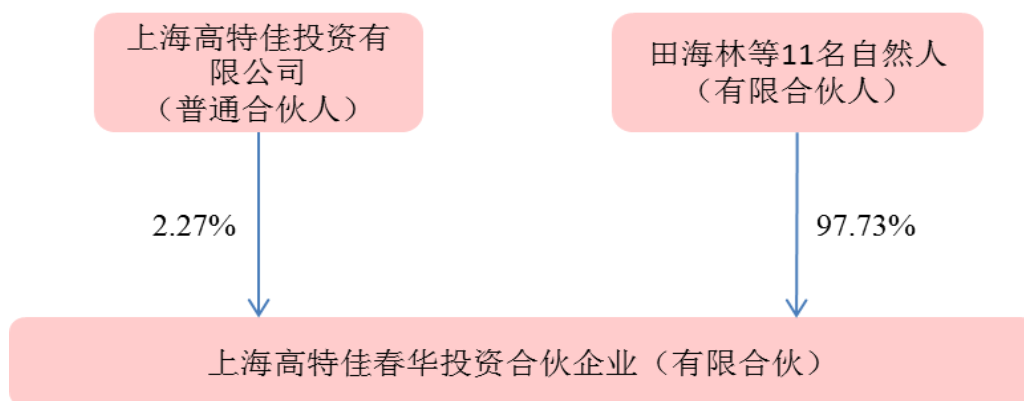 上海高特佳投资有
限公司
（普通合伙人）
田海林等11名自然人
（有限合伙人）
2.27%
97.73%
上海高特佳春华投资合伙企业（有限合伙）